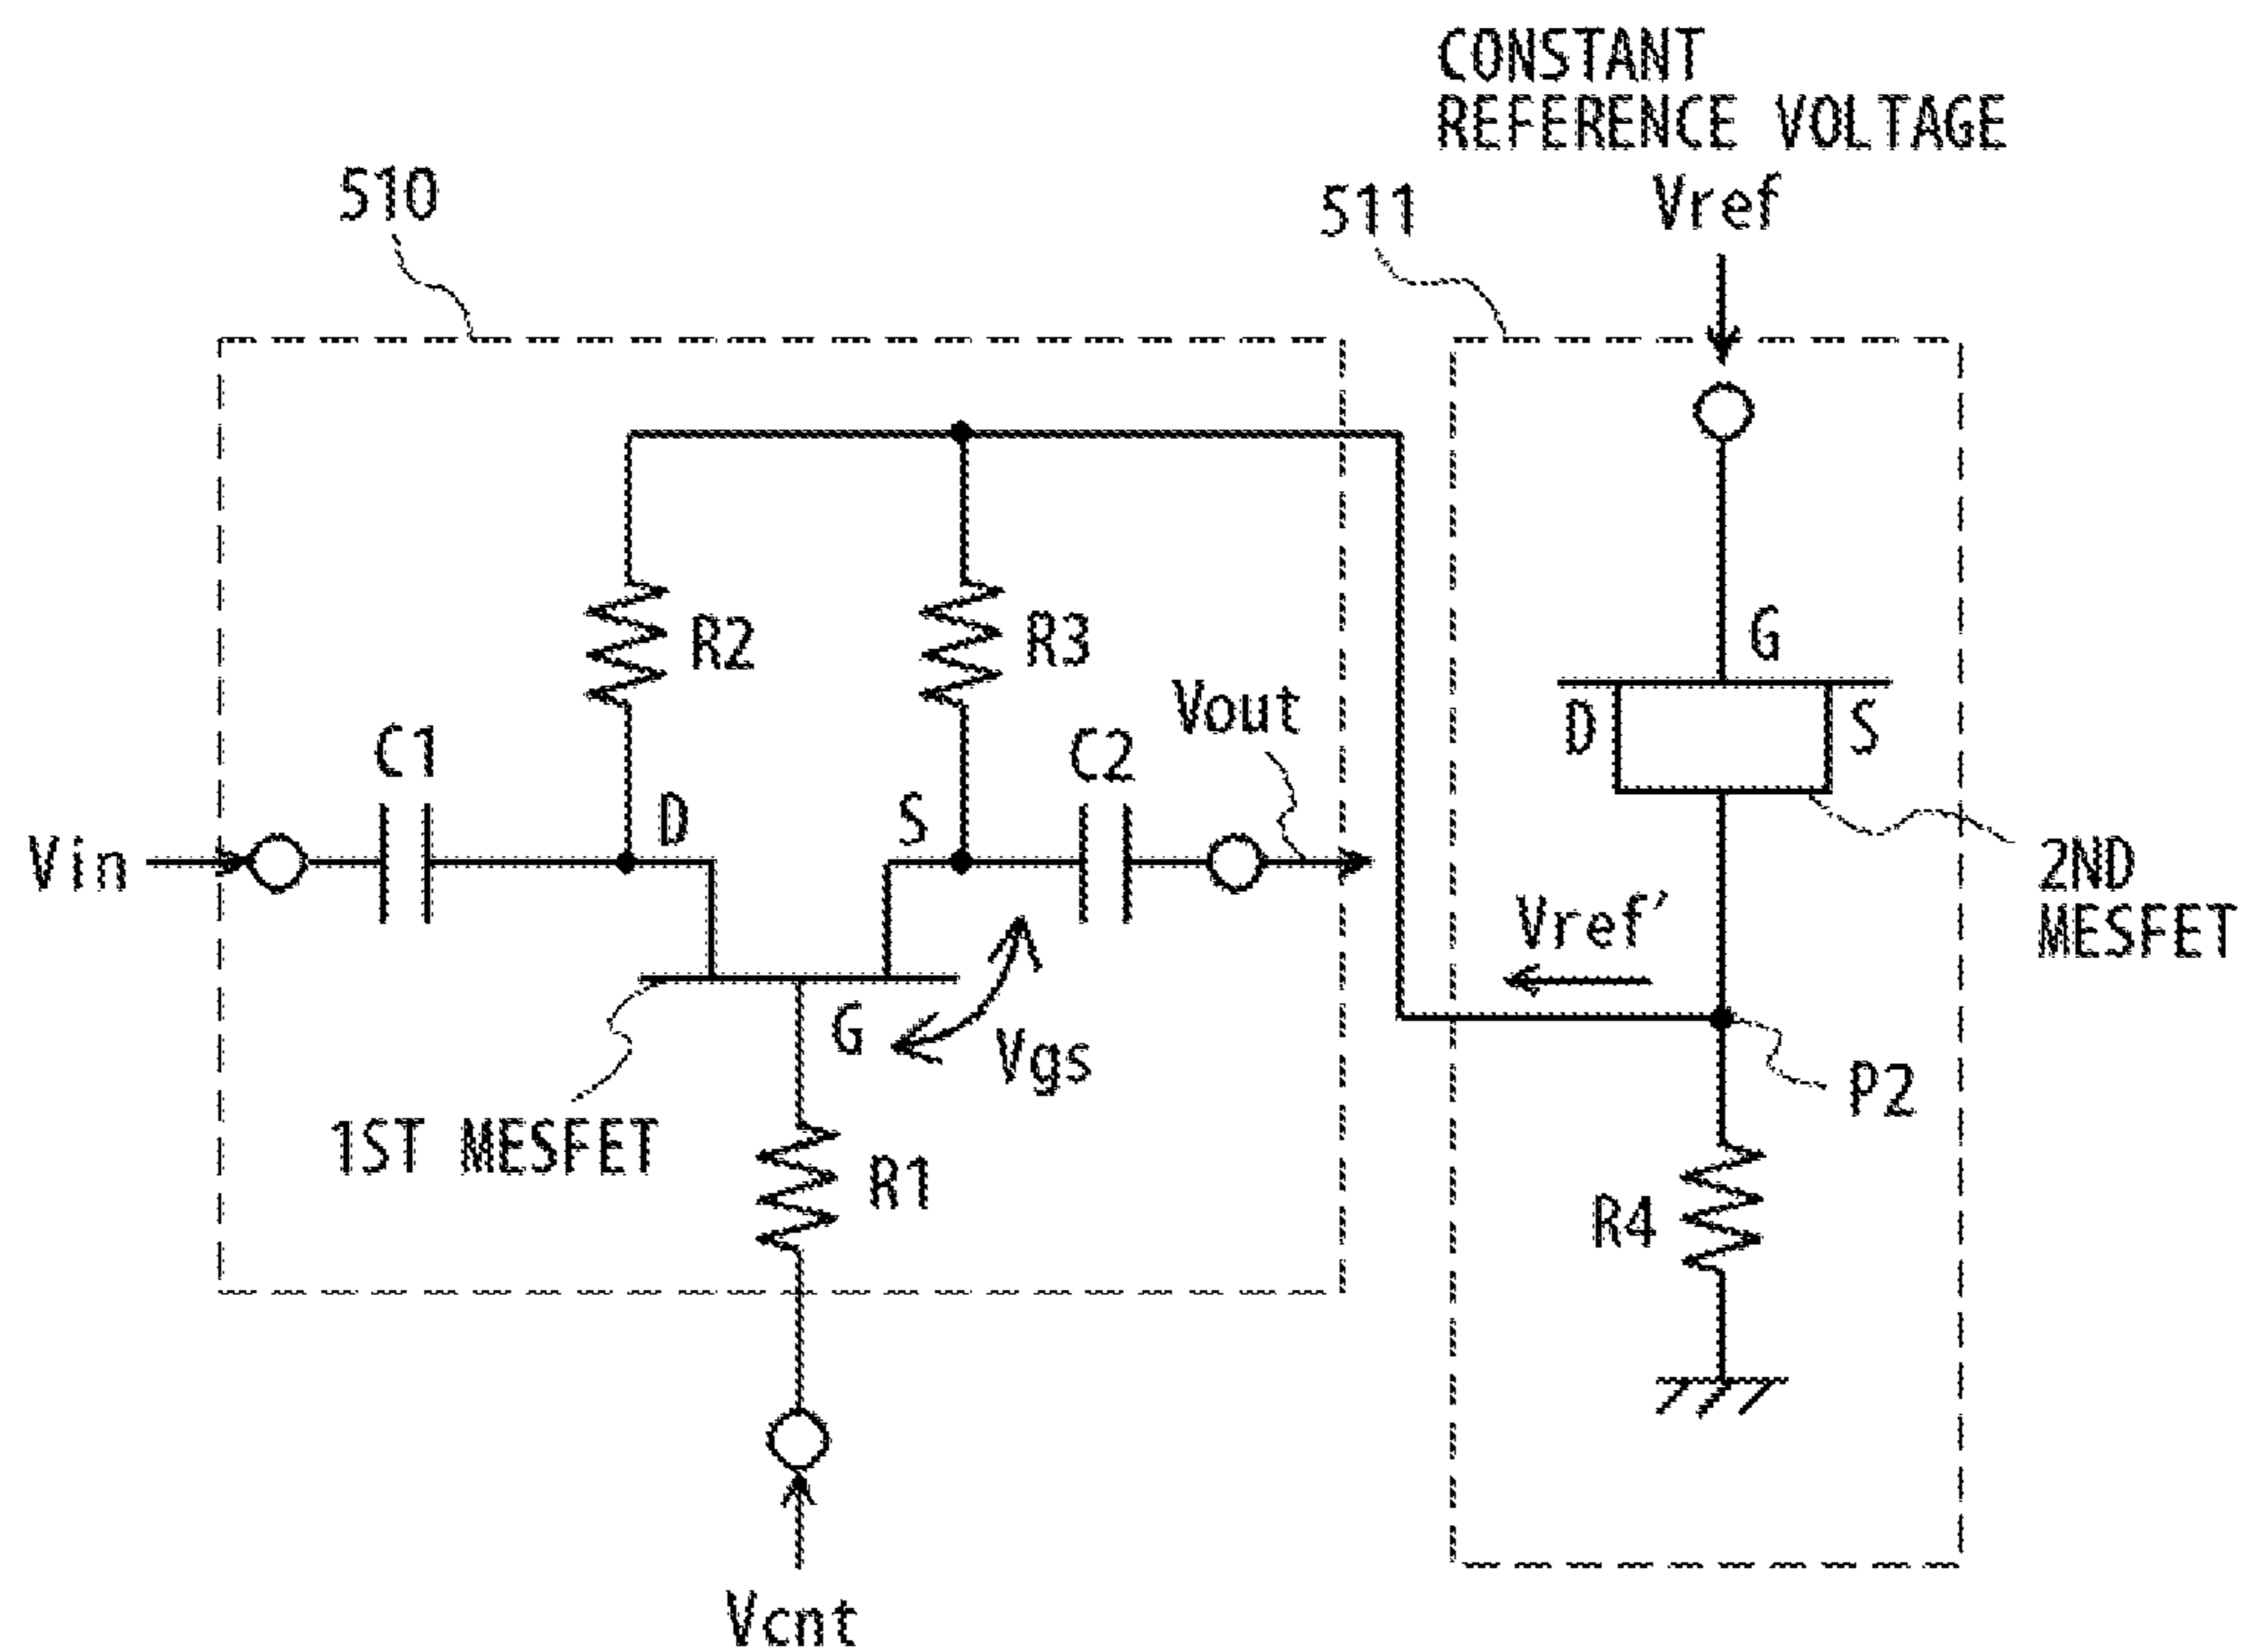 CONSTANT
REFERENCE VOLTAGE
Vref
510
511
R2
R3
G
D
S
Vout
C1
C2
D
S
Vin
2ND
MESFET
Vref'
G
Vgs
P2
1ST MESFET
R1
R4
Vcnt